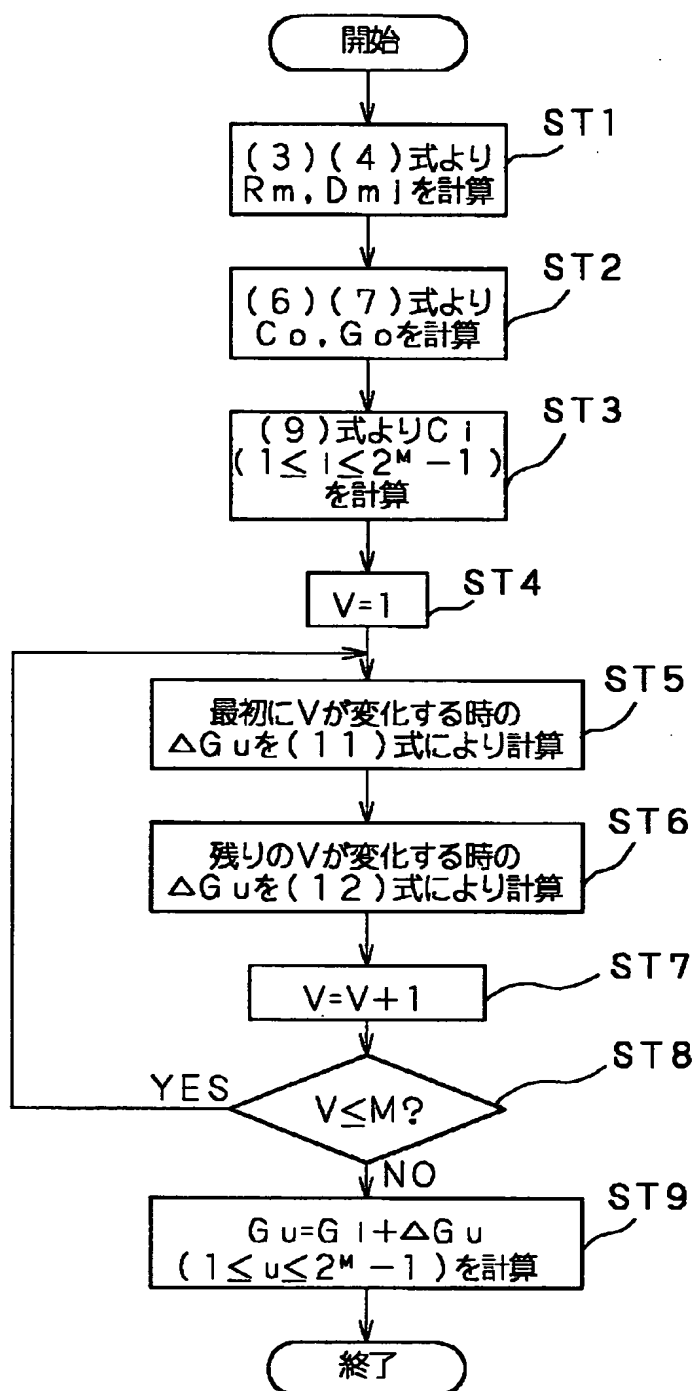 開始
ST1
(3)(4)式より
Rm,Dmiを計算
ST2
(6)(7)式より
Co,Goを計算
ST3
(9)式よりCi
(1≦i≦2ᴹ-1)
を計算
ST4
V=1
ST5
最初にVが変化する時の
△Guを(11)式により計算
ST6
残りのVが変化する時の
△Guを(12)式により計算
ST7
V=V+1
ST8
YES
V≦M?
NO
ST9
Gu=Gi+△Gu
(1≦u≦2ᴹ-1)を計算
終了